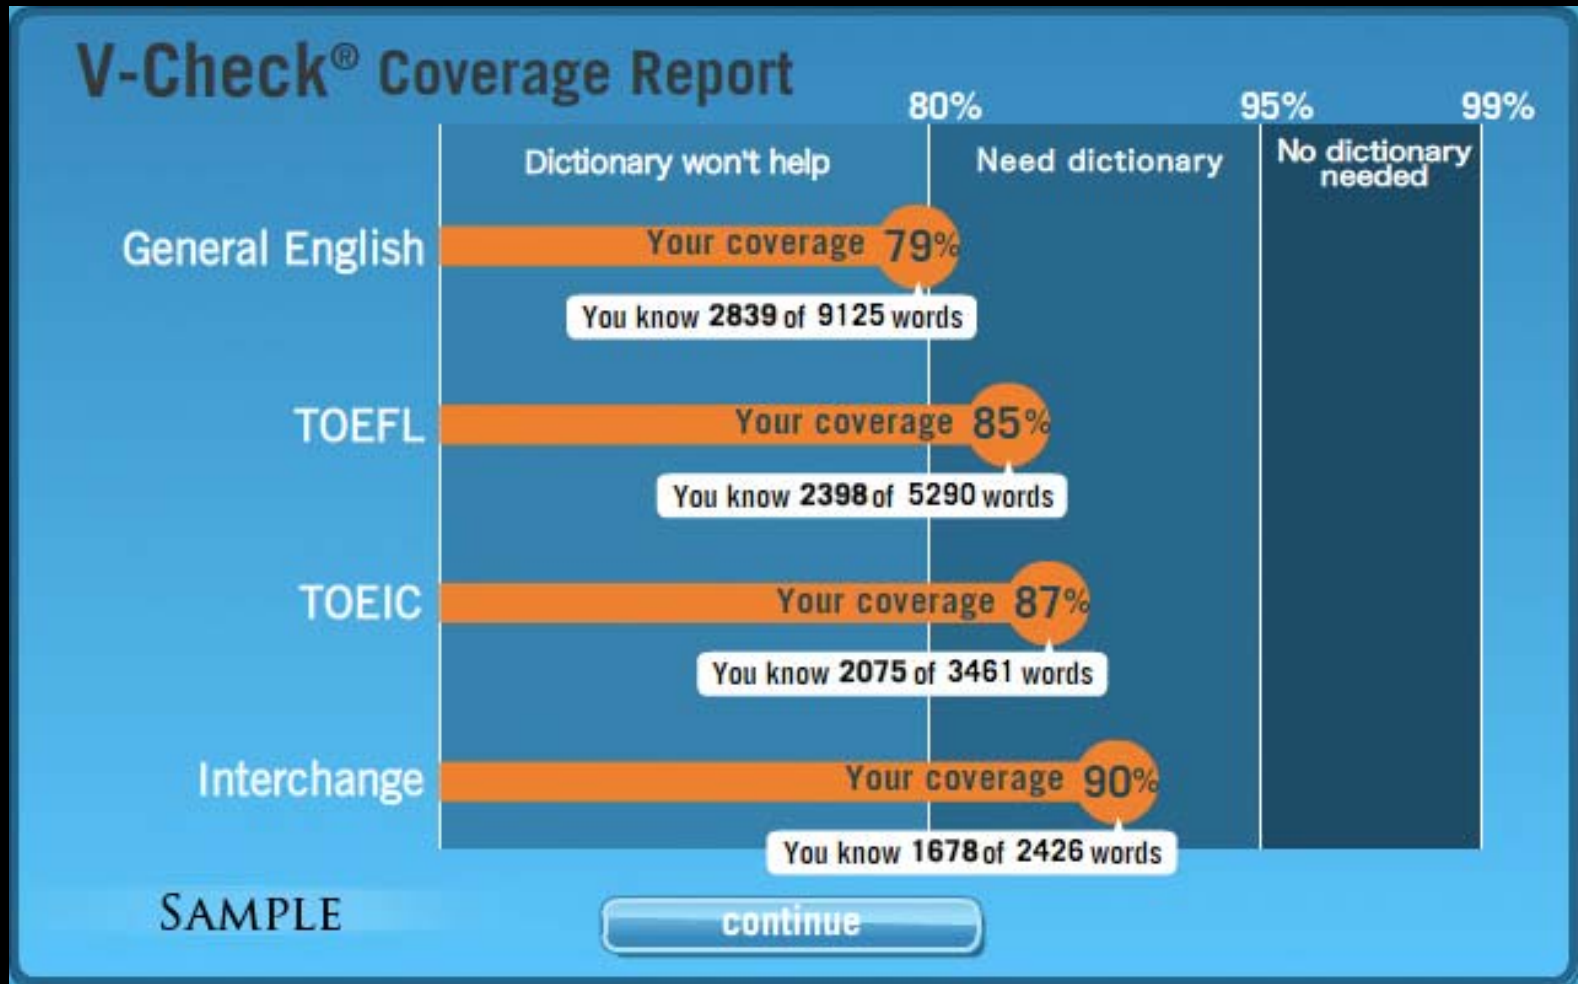 V-Check® Coverage Report
80% 95% 99%
Dictionary won't help
Need dictionary
No dictionary
needed
General English
Your coverage 79%
You know 2839 of 9125 words
TOEFL
Your coverage 85%
You know 2398 of 5290 words
TOEIC
Your coverage 87%
You know 2075 of 3461 words
Interchange
Your coverage 90%
You know 1678 of 2426 words
SAMPLE
continue